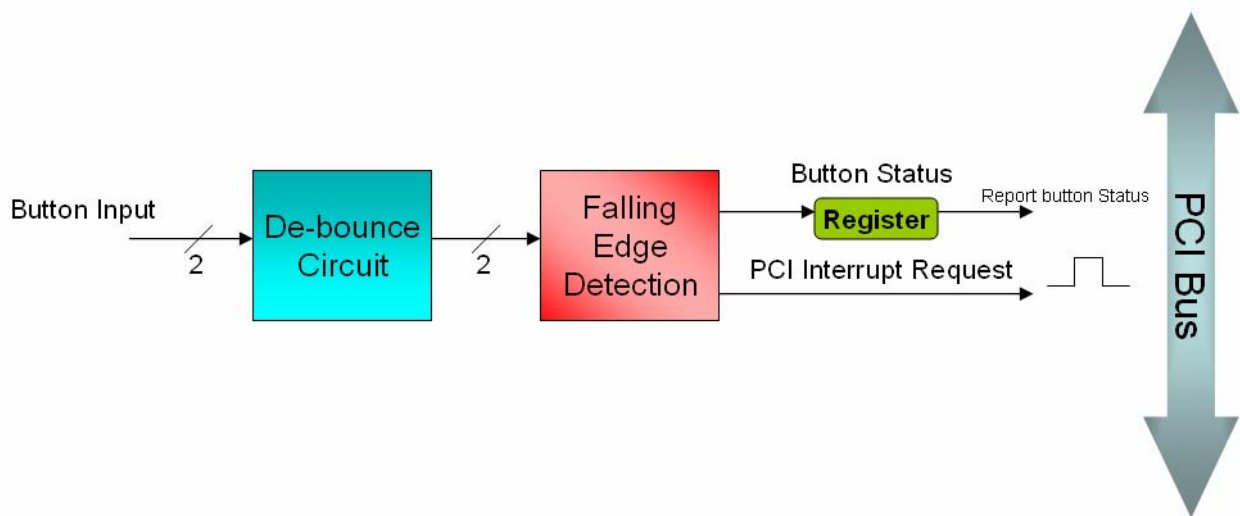 Button Input
2
De-bounce
Circuit
2
Falling
Edge
Detection
Button Status
Register
Report button Status
PCI Interrupt Request
PCI Bus